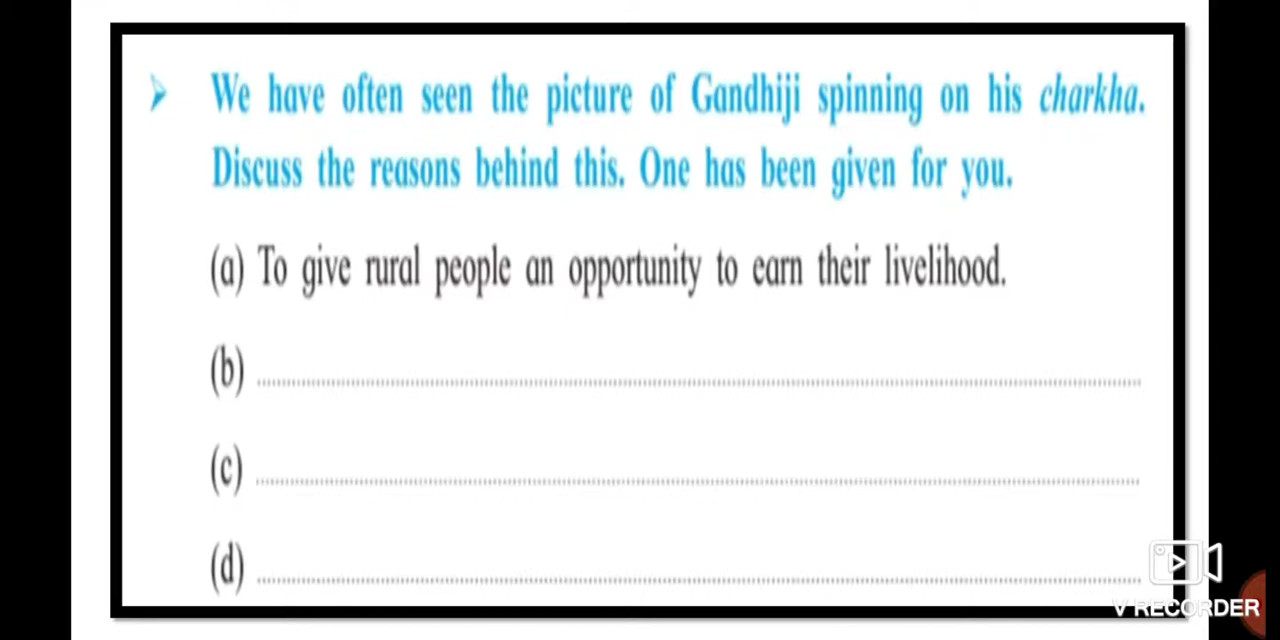 We have often seen the picture of Gandhiji spinning on his charkha.
Discuss the reasons behind this. One has been given for you.
(a) To give rural people an opportunity to earn their livelihood.
(b)
(c)
(d)
V RECORDER